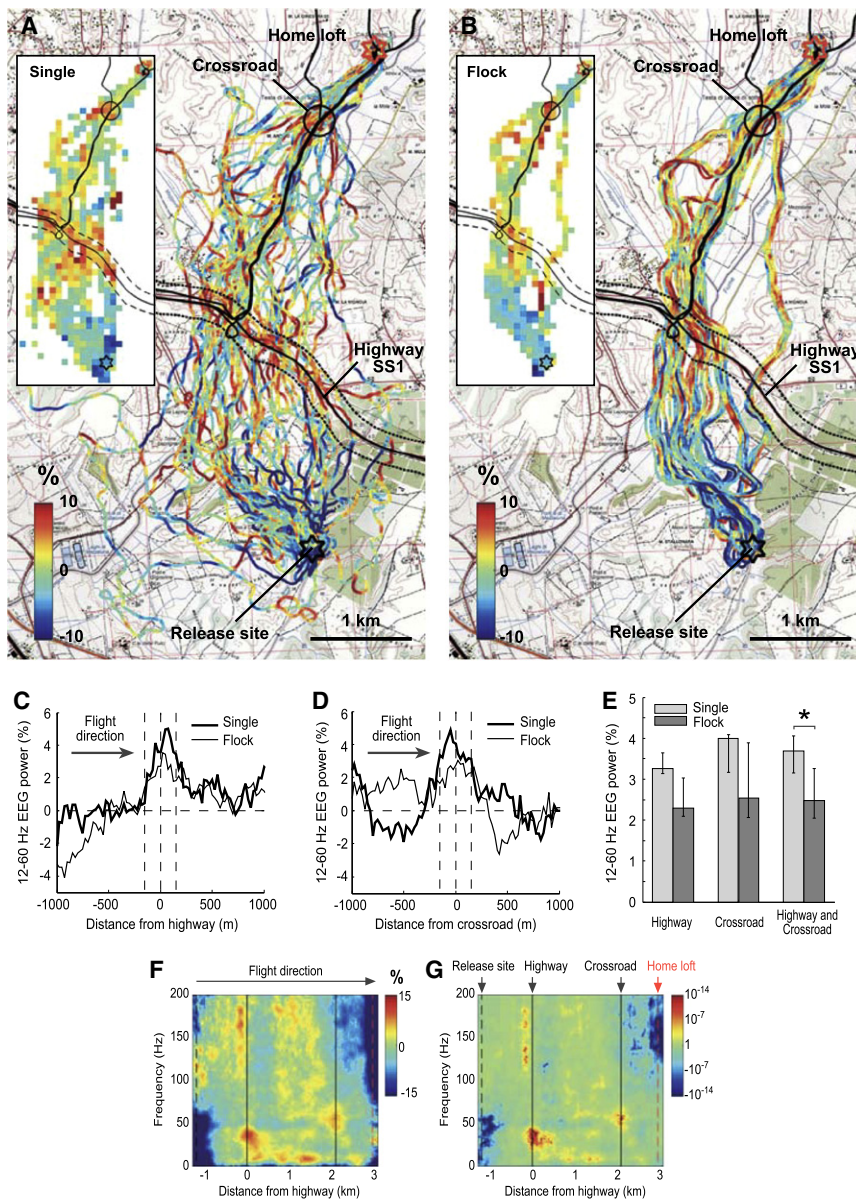 A
Home loft
Crossroad
Single
Highway
SS1
%
10
0
-10
Release site
1 km
B
Home loft
Crossroad
Flock
Highway
SS1
%
10
0
-10
Release site
1 km
C
12-60 Hz EEG power (%)
6
4
2
0
-2
-4
Flight
direction
Single
Flock
-1000
-500
0
500
1000
Distance from highway (m)
D
12-60 Hz EEG power (%)
6
4
2
0
-2
-4
Flight
direction
Single
Flock
-1000
-500
0
500
1000
Distance from crossroad (m)
E
12-60 Hz EEG power (%)
5
4
3
2
1
0
Single
Flock
*
Highway
Crossroad
Highway and
Crossroad
F
Flight direction
%
Frequency (Hz)
200
150
100
50
0
15
0
-15
-1
0
1
2
3
Distance from highway (km)
G
Release site
Highway
Crossroad
Home loft
Frequency (Hz)
200
150
100
50
0
10-14
10-7
1
-10-7
-10-14
-1
0
1
2
3
Distance from highway (km)